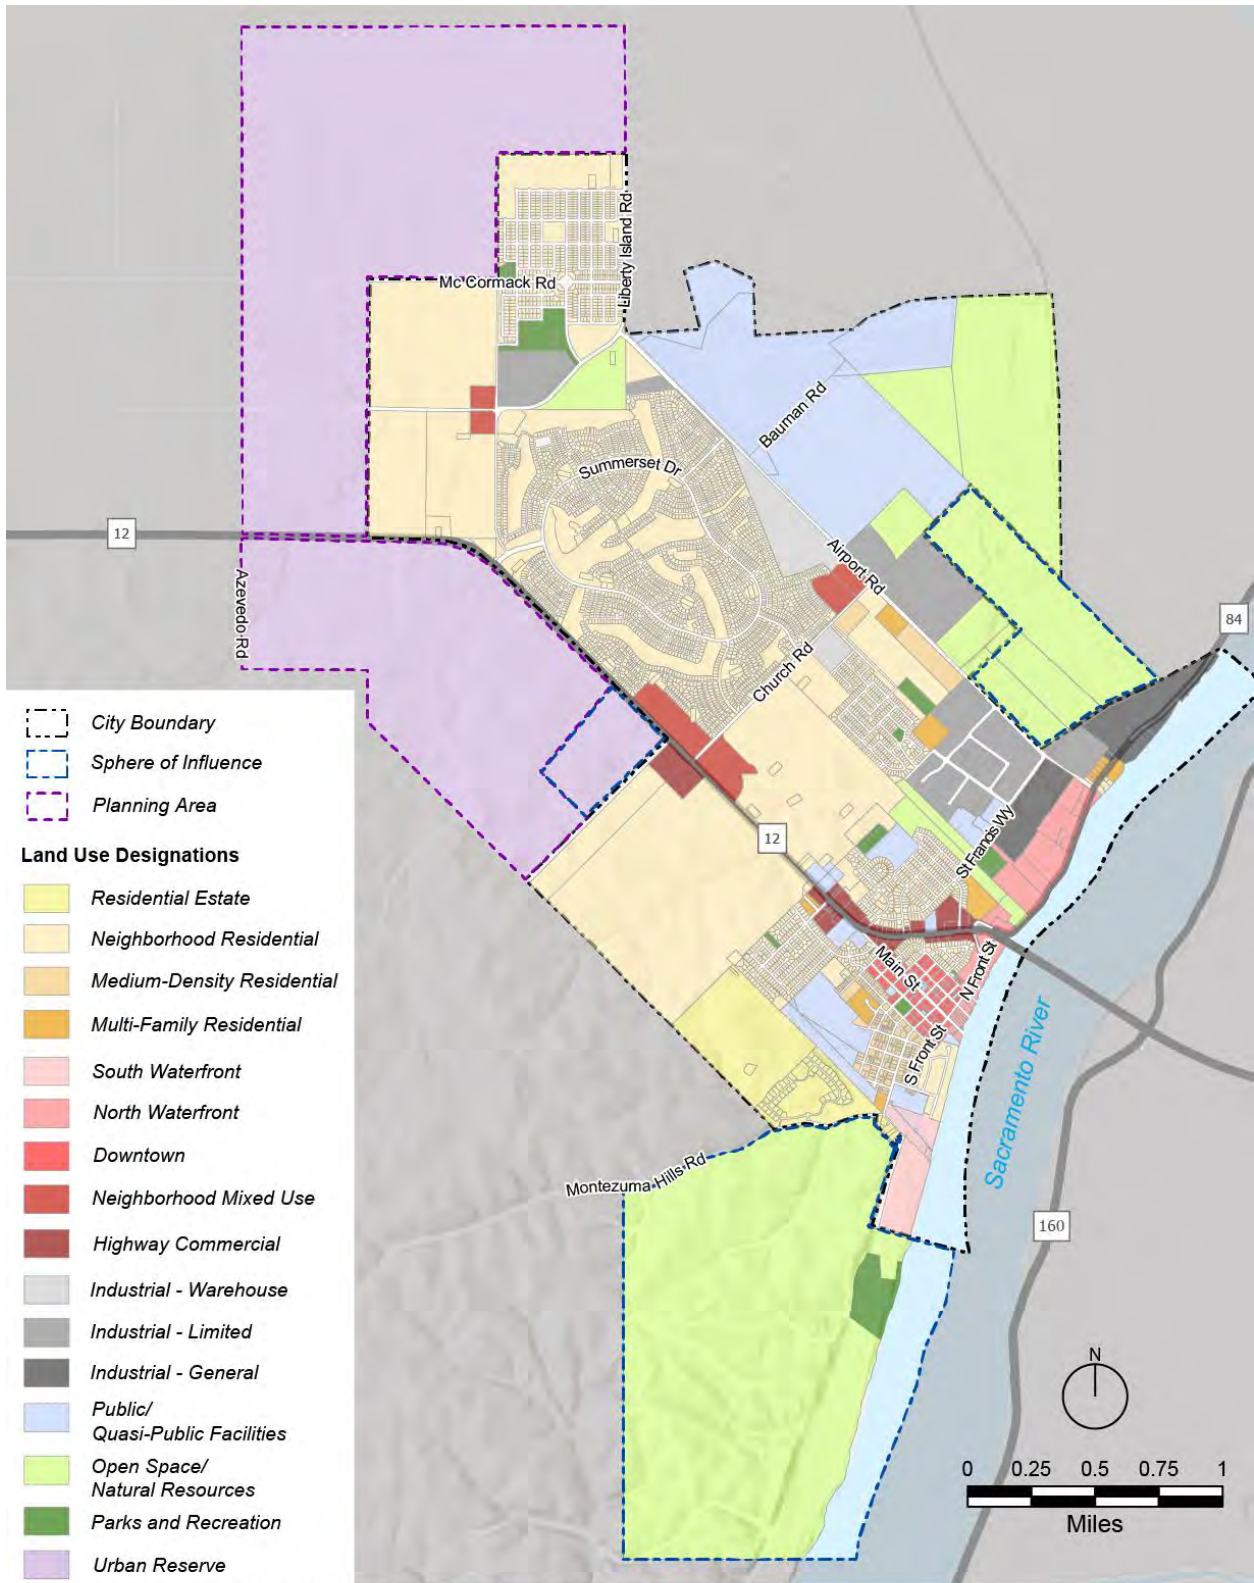 Mc Cormack Rd
Liberty Island Rd
Bauman Rd
Summerset Dr
12
Airport Rd
Azevedo Rd
84
Church Rd
City Boundary
Sphere of Influence
Planning Area
St Francis Wy
12
Land Use Designations
Residential Estate
Neighborhood Residential
Medium-Density Residential
Multi-Family Residential
South Waterfront
North Waterfront
Downtown
Neighborhood Mixed Use
Highway Commercial
Industrial - Warehouse
Industrial - Limited
Industrial - General
Public/
Quasi-Public Facilities
Open Space/
Natural Resources
Parks and Recreation
Urban Reserve
Main St
N Front St
S Front St
Sacramento River
Montezuma Hills Rd
160
N
0 0.25 0.5 0.75 1
Miles